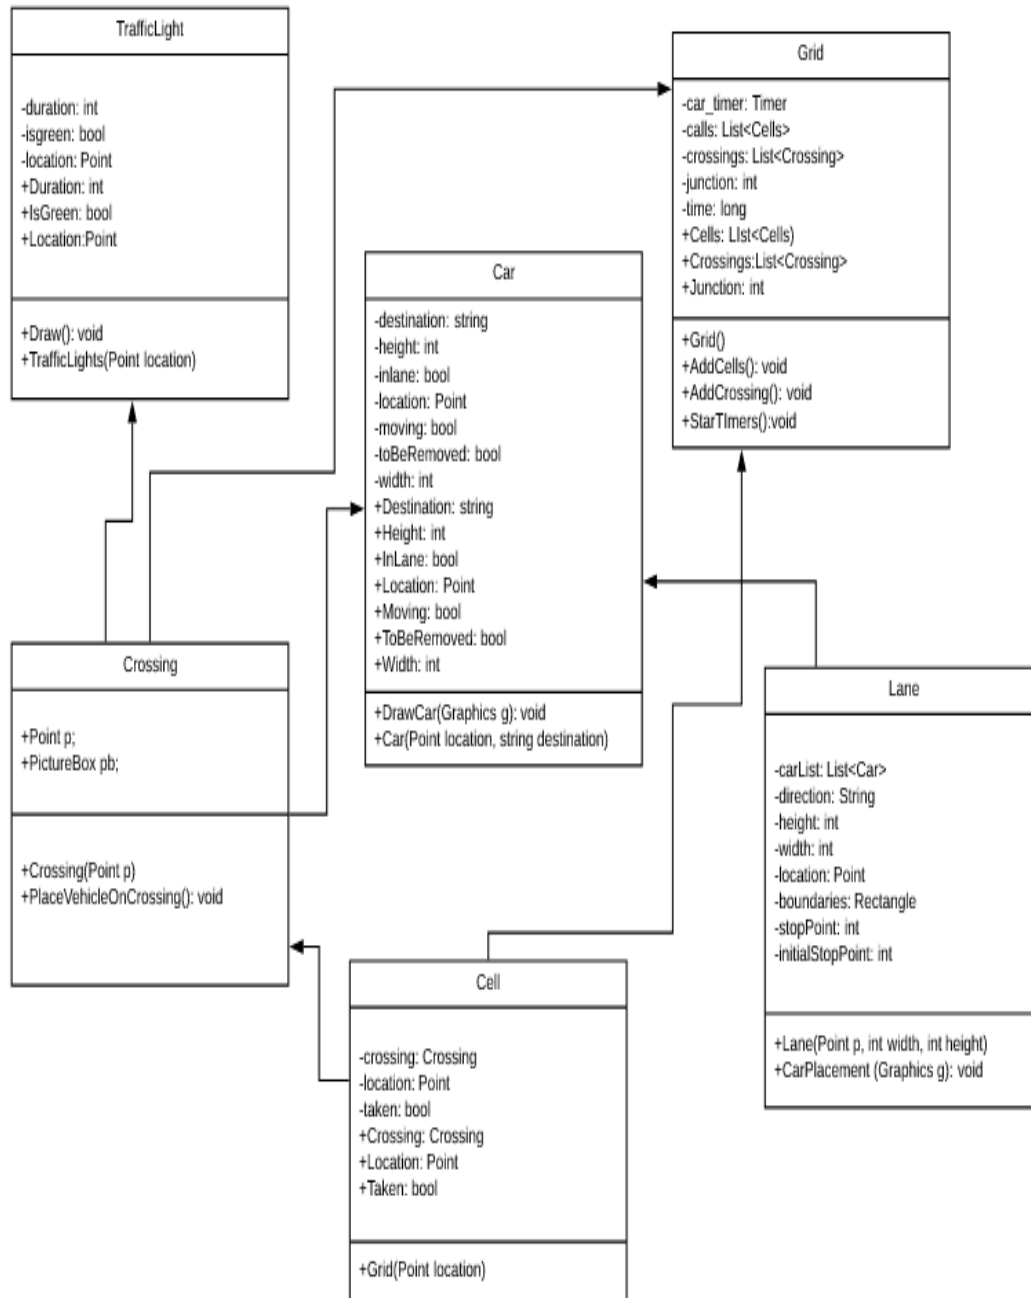 TrafficLight
-duration: int
-isgreen: bool
-location: Point
+Duration: int
+IsGreen: bool
+Location:Point
+Draw(): void
+TrafficLights(Point location)
Grid
-car_timer: Timer
-calls: List<Cells>
-crossings: List<Crossing>
-junction: int
-time: long
+Cells: LIst<Cells)
+Crossings:List<Crossing>
+Junction: int
+Grid()
+AddCells(): void
+AddCrossing(): void
+StarTImers():void
Car
-destination: string
-height: int
-inlane: bool
-location: Point
-moving: bool
-toBeRemoved: bool
-width: int
+Destination: string
+Height: int
+InLane: bool
+Location: Point
+Moving: bool
+ToBeRemoved: bool
+Width: int
+DrawCar(Graphics g): void
+Car(Point location, string destination)
Crossing
+Point p;
+PictureBox pb;
+Crossing(Point p)
+PlaceVehicleOnCrossing(): void
Lane
-carList: List<Car>
-direction: String
-height: int
-width: int
-location: Point
-boundaries: Rectangle
-stopPoint: int
-initialStopPoint: int
+Lane(Point p, int width, int height)
+CarPlacement (Graphics g): void
Cell
-crossing: Crossing
-location: Point
-taken: bool
+Crossing: Crossing
+Location: Point
+Taken: bool
+Grid(Point location)